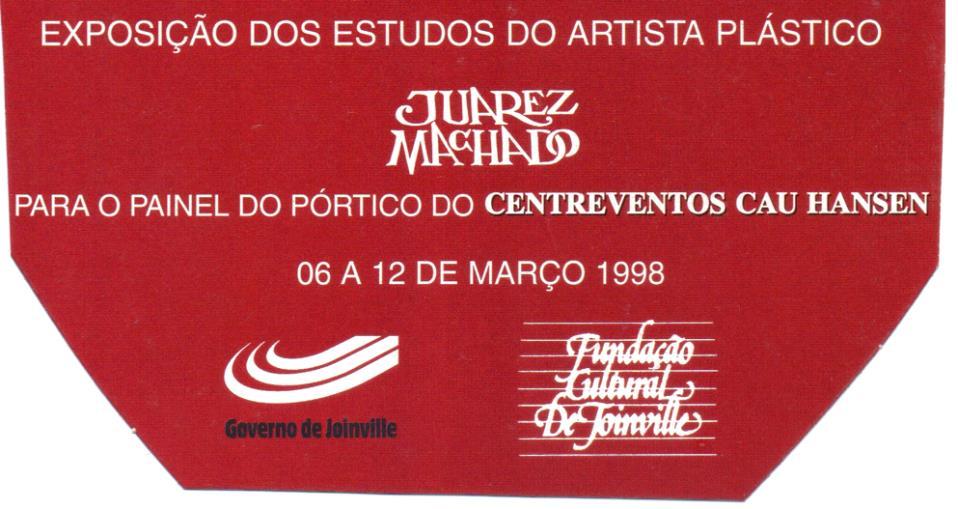 EXPOSIÇÃO DOS ESTUDOS DO ARTISTA PLÁSTICO
JUAREZ
MACHADO
PARA O PAINEL DO PÓRTICO DO CENTREVENTOS CAU HANSEN
06 A 12 DE MARÇO 1998
Governo de Joinville
Fundação
Cultural
De Joinville